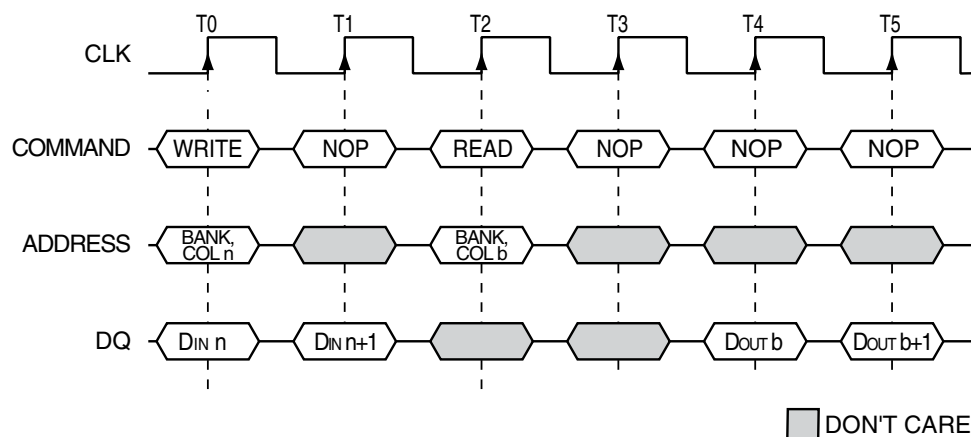 T0 T1 T2 T3 T4 T5
CLK
COMMAND WRITE NOP READ NOP NOP NOP
ADDRESS BANK, COL n BANK, COL b
DQ DIN n DIN n+1 DOUT b DOUT b+1
DON'T CARE